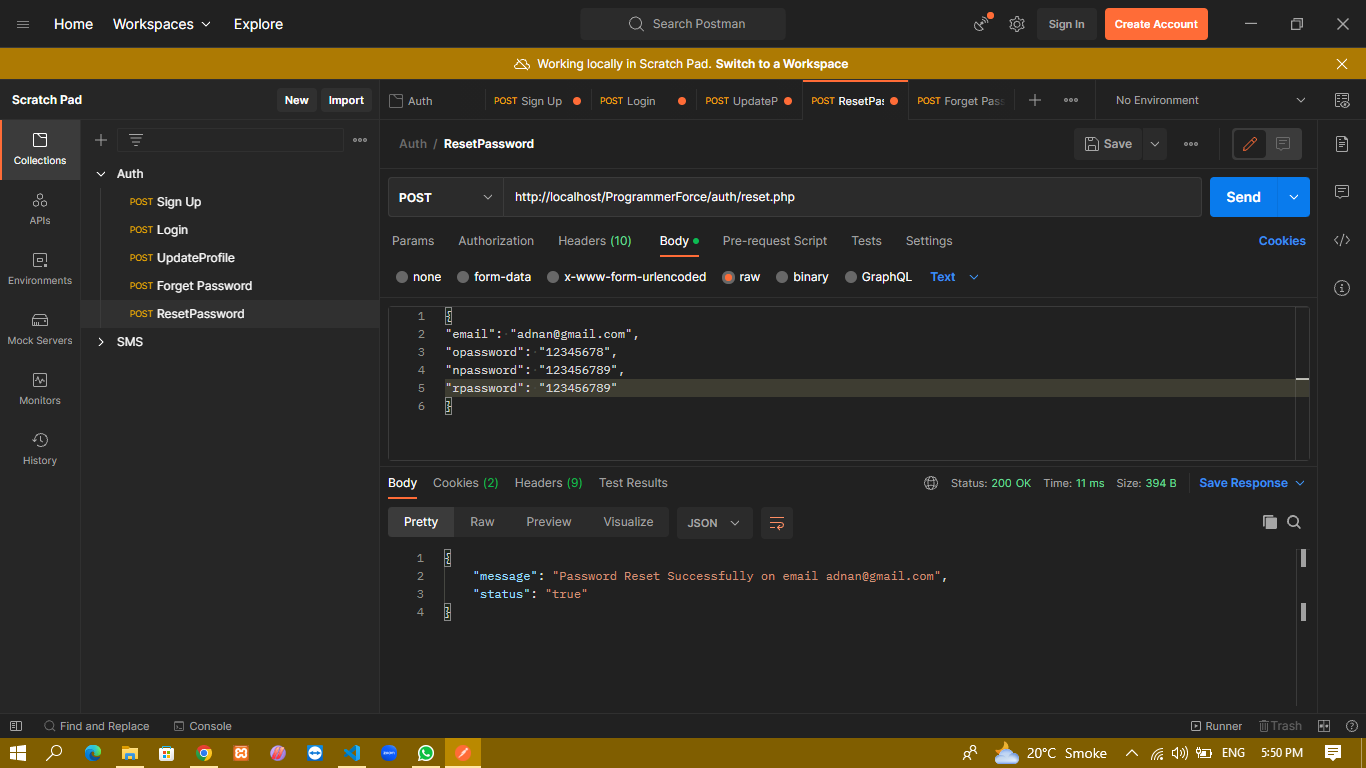 Home Workspaces Explore Search Postman Sign In Create Account
Working locally in Scratch Pad. Switch to a Workspace
Scratch Pad New Import
Auth POST Sign Up POST Login POST UpdateP POST ResetPas POST Forget Pass No Environment
Collections
APIs
Environments
Mock Servers
Monitors
History
Auth
POST Sign Up
POST Login
POST UpdateProfile
POST Forget Password
POST ResetPassword
SMS
Auth / ResetPassword Save
POST http://localhost/ProgrammerForce/auth/reset.php Send
Params Authorization Headers (10) Body Pre-request Script Tests Settings Cookies
none form-data x-www-form-urlencoded raw binary GraphQL Text
1 {
2 "email": "adnan@gmail.com",
3 "opassword": "12345678",
4 "npassword": "123456789",
5 "rpassword": "123456789"
6 }
Body Cookies (2) Headers (9) Test Results Status: 200 OK Time: 11 ms Size: 394 B Save Response
Pretty Raw Preview Visualize JSON
1 {
2 "message": "Password Reset Successfully on email adnan@gmail.com",
3 "status": "true"
4 }
Find and Replace Console Runner Trash
zoom 20°C Smoke ENG 5:50 PM